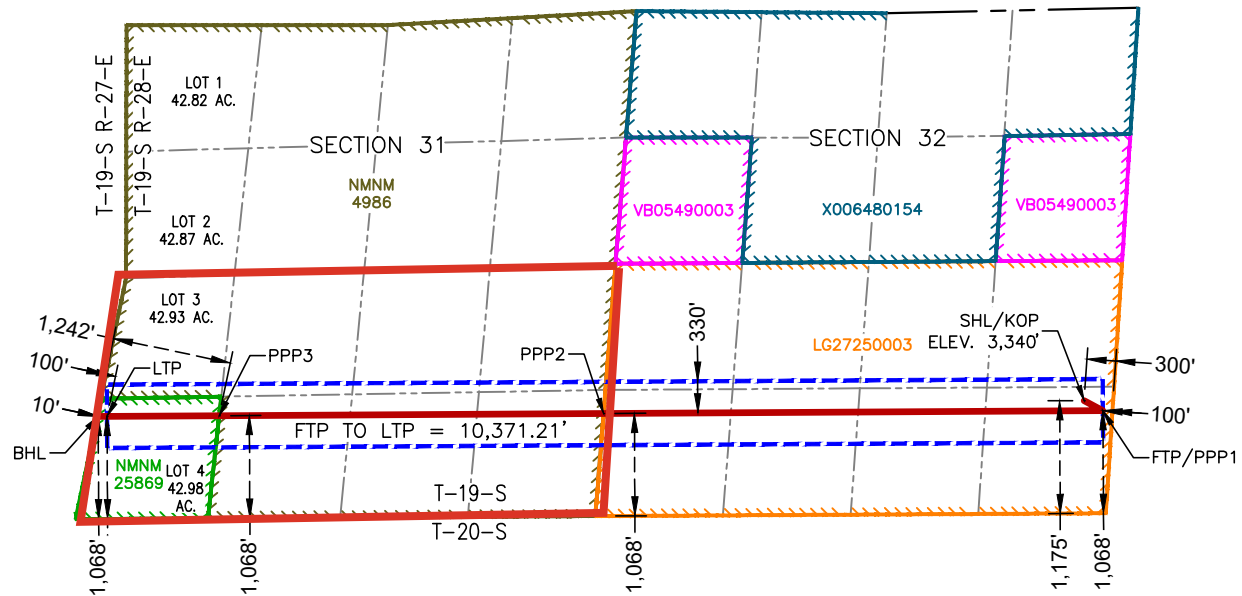 T-19-S R-27-E
T-19-S R-28-E
LOT 1
42.82 AC.
SECTION 31
SECTION 32
NMNM
4986
VB05490003
X006480154
VB05490003
LOT 2
42.87 AC.
LOT 3
42.93 AC.
1,242'
100'
LTP
PPP3
PPP2
330'
LG27250003
SHL/KOP
ELEV. 3,340'
300'
10'
100'
BHL
FTP TO LTP = 10,371.21'
FTP/PPP1
NMNM
25869
LOT 4
42.98
AC.
T-19-S
T-20-S
1,068'
1,068'
1,068'
1,175'
1,068'